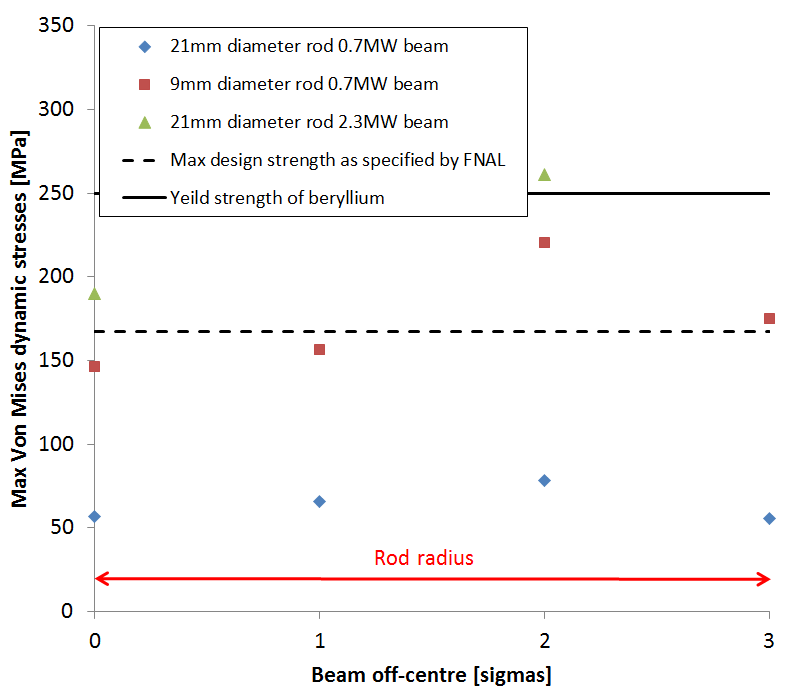 350
300
250
200
150
100
50
0
Max Von Mises dynamic stresses [MPa]
21mm diameter rod 0.7MW beam
9mm diameter rod 0.7MW beam
21mm diameter rod 2.3MW beam
Max design strength as specified by FNAL
Yeild strength of beryllium
Rod radius
0 1 2 3
Beam off-centre [sigmas]